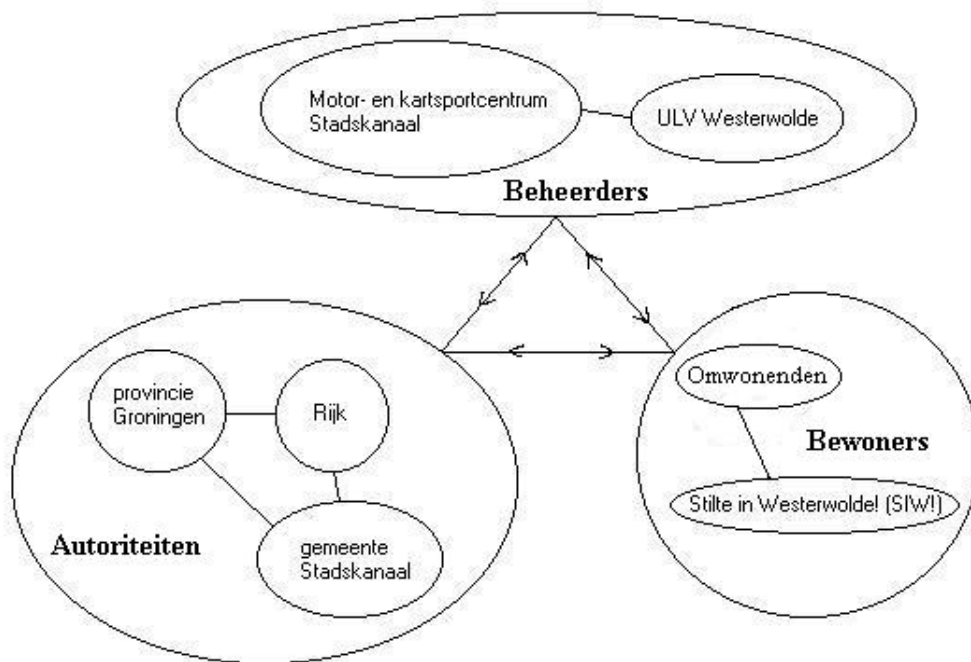 Motor- en kartsportcentrum
Stadskanaal
ULV Westerwolde
Beheerders
provincie
Groningen
Rijk
gemeente
Stadskanaal
Autoriteiten
Omwonenden
Bewoners
Stilte in Westerwolde! (SIW!)